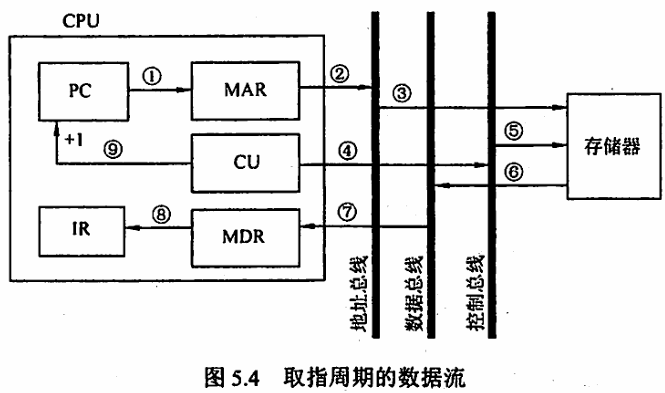 CPU
PC
①
MAR
②
③
存储器
+1
⑨
CU
④
⑤
⑥
IR
⑧
MDR
⑦
地址总线
数据总线
控制总线
图 5.4 取指周期的数据流